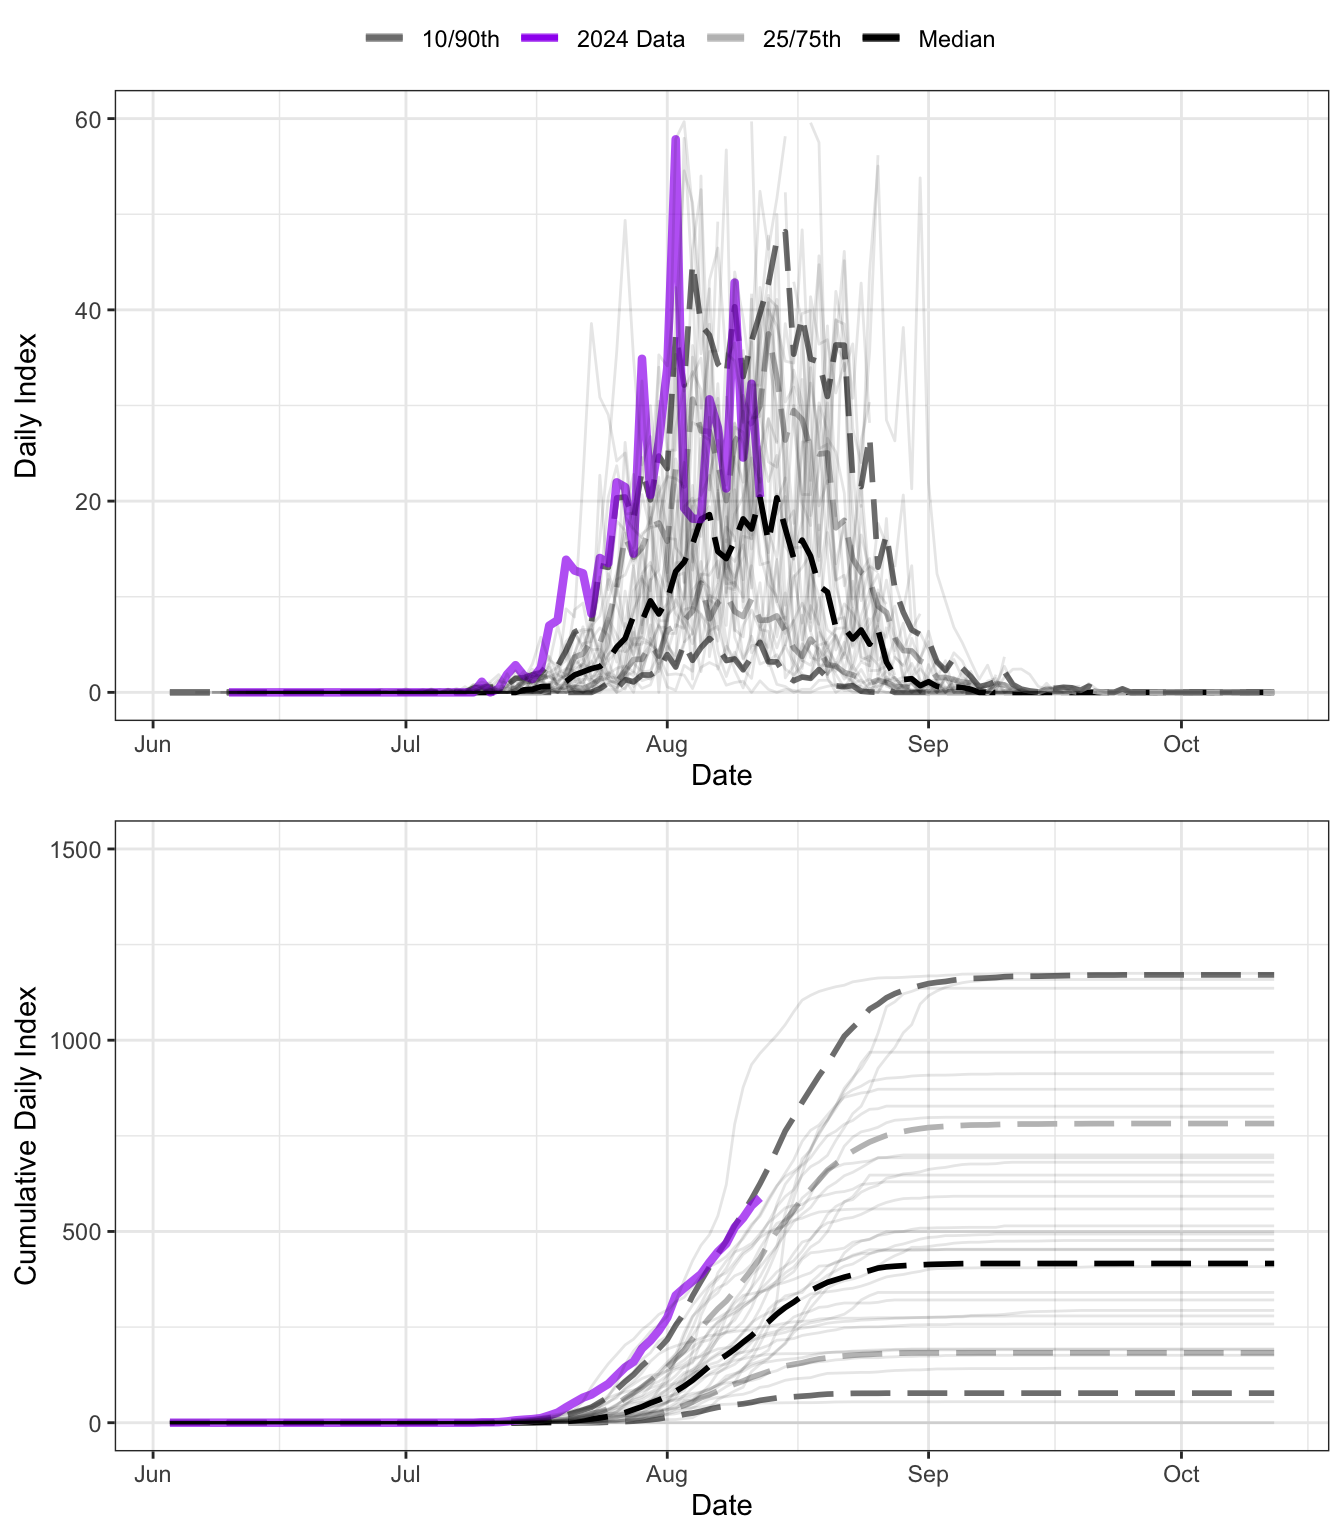 10/90th 2024 Data 25/75th Median
60
40
20
0
Daily Index
Jun Jul Aug Sep Oct
Date
1500
1000
500
0
Cumulative Daily Index
Jun Jul Aug Sep Oct
Date